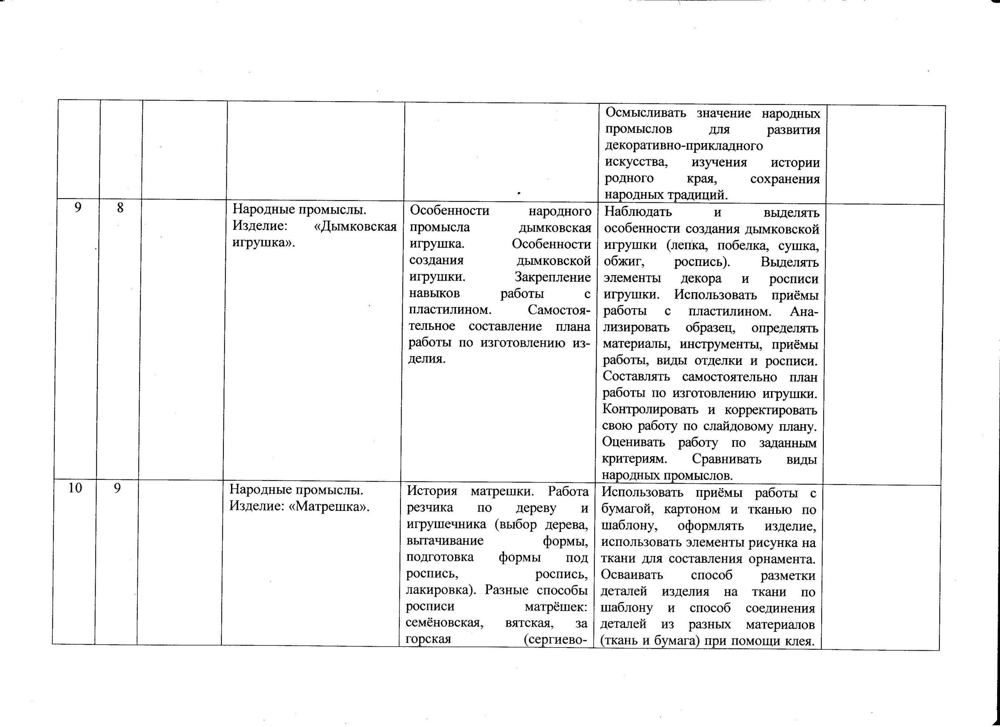 Осмысливать значение народных
промыслов для развития
декоративно-прикладного
искусства, изучения истории
родного края, сохранения
народных традиций.
9
8
Народные промыслы.
Изделие: «Дымковская
игрушка».
Особенности народного
промысла дымковская
игрушка. Особенности
создания дымковской
игрушки. Закрепление
навыков работы с
пластилином. Самостоя-
тельное составление плана
работы по изготовлению из-
делия.
Наблюдать и выделять
особенности создания дымковской
игрушки (лепка, побелка, сушка,
обжиг, роспись). Выделять
элементы декора и росписи
игрушки. Использовать приёмы
работы с пластилином. Ана-
лизировать образец, определять
материалы, инструменты, приёмы
работы, виды отделки и росписи.
Составлять самостоятельно план
работы по изготовлению игрушки.
Контролировать и корректировать
свою работу по слайдовому плану.
Оценивать работу по заданным
критериям. Сравнивать виды
народных промыслов.
10
9
Народные промыслы.
Изделие: «Матрешка».
История матрешки. Работа
резчика по дереву и
игрушечника (выбор дерева,
вытачивание формы,
подготовка формы под
роспись, роспись,
лакировка). Разные способы
росписи матрёшек:
семёновская, вятская, за
горская (сергиево-
Использовать приёмы работы с
бумагой, картоном и тканью по
шаблону, оформлять изделие,
использовать элементы рисунка на
ткани для составления орнамента.
Осваивать способ разметки
деталей изделия на ткани по
шаблону и способ соединения
деталей из разных материалов
(ткань и бумага) при помощи клея.